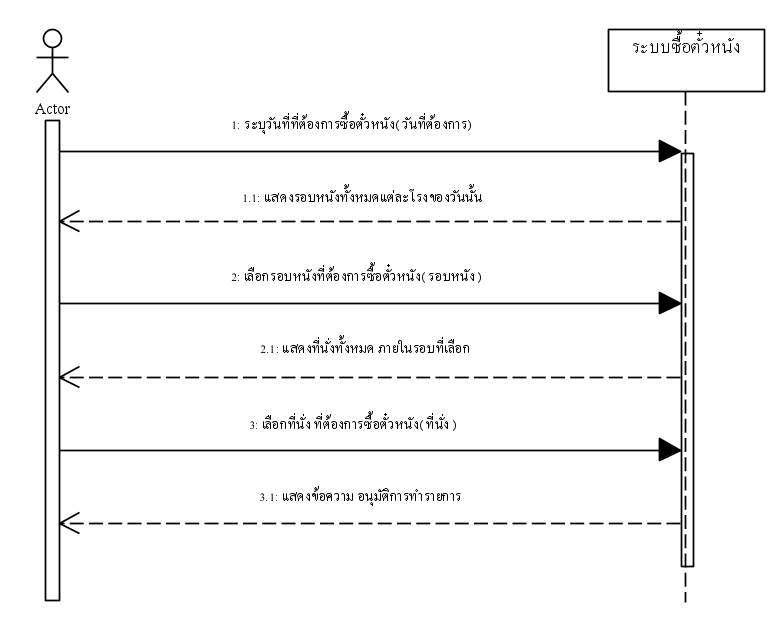 ระบบซื้อตั๋วหนัง
Actor
1: ระบุวันที่ที่ต้องการซื้อตั๋วหนัง(วันที่ต้องการ)
1.1: แสดงรอบหนังทั้งหมดแต่ละโรงของวันนั้น
2: เลือกรอบหนังที่ต้องการซื้อตั๋วหนัง(รอบหนัง )
2.1: แสดงที่นั่งทั้งหมด ภายในรอบที่เลือก
3: เลือกที่นั่ง ที่ต้องการซื้อตั๋วหนัง(ที่นั่ง )
3.1: แสดงข้อความ อนุมัติการทำรายการ